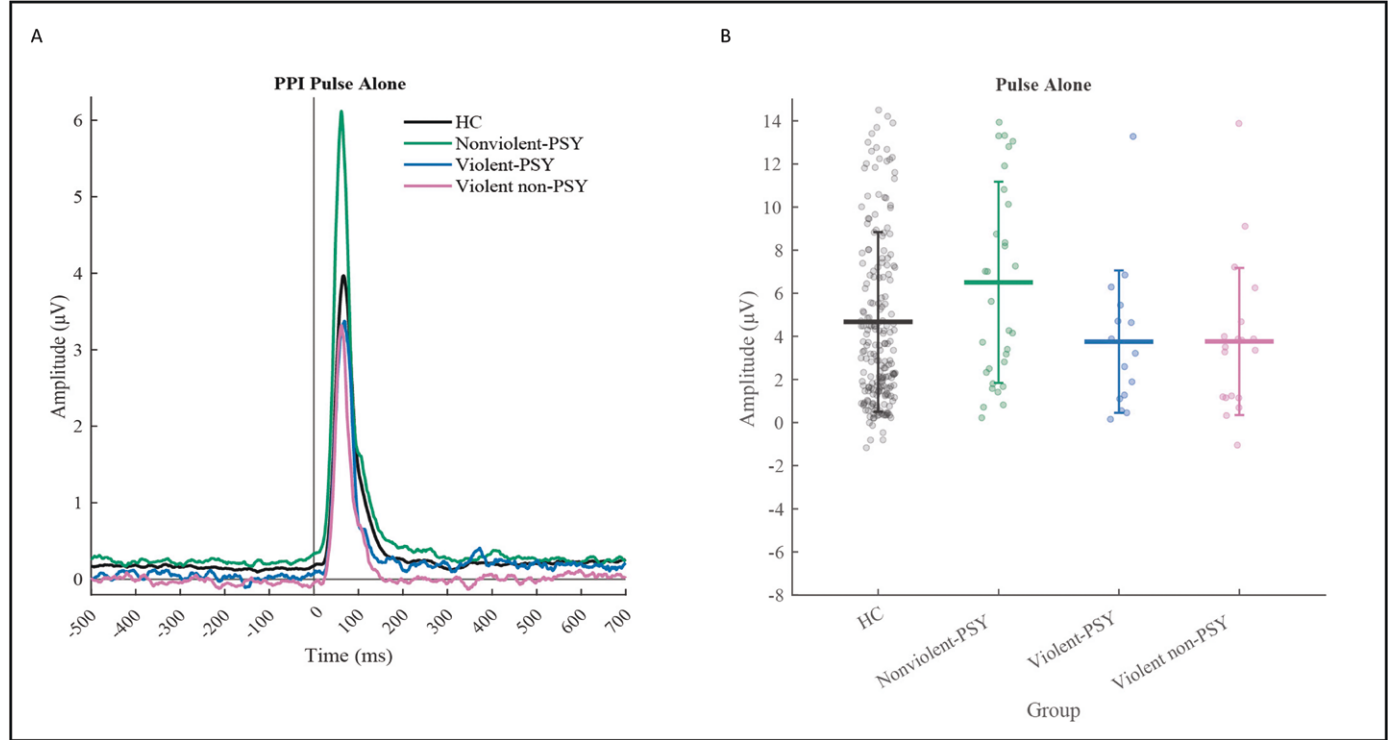 A
PPI Pulse Alone
HC
Nonviolent-PSY
Violent-PSY
Violent non-PSY
6
5
4
3
2
1
0
Amplitude (μV)
-500 -400 -300 -200 -100 0 100 200 300 400 500 600 700
Time (ms)
B
Pulse Alone
14
12
10
8
6
4
2
0
-2
-4
-6
-8
Amplitude (μV)
HC
Nonviolent-PSY
Violent-PSY
Violent non-PSY
Group